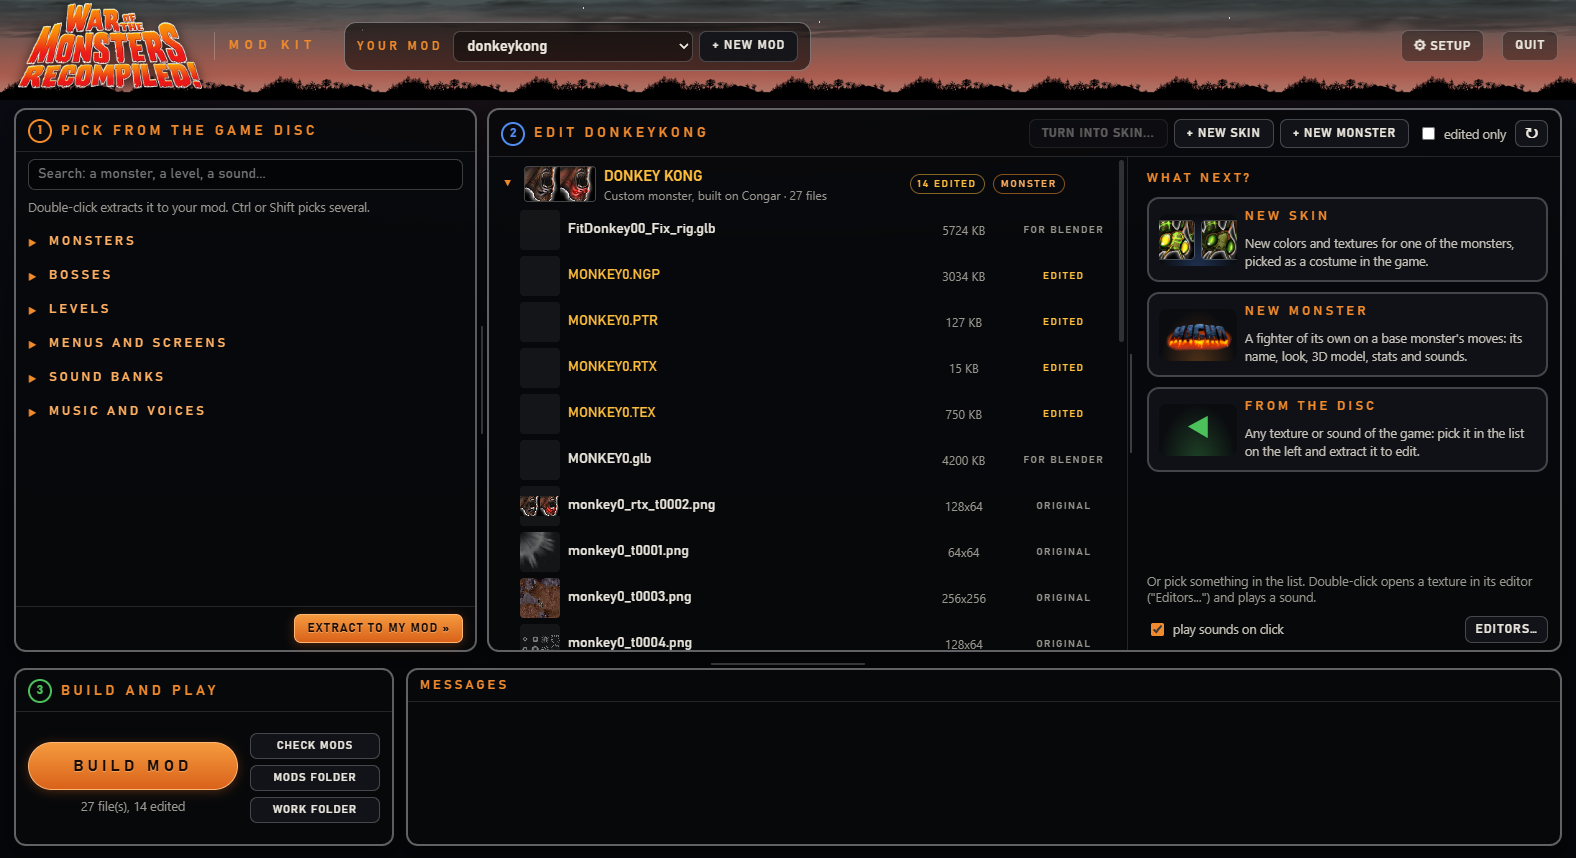 WAR OF THE
MONSTERS
RECOMPILED!
MOD KIT
YOUR MOD
donkeykong
+ NEW MOD
⚙ SETUP
QUIT
1 PICK FROM THE GAME DISC
Search: a monster, a level, a sound...
Double-click extracts it to your mod. Ctrl or Shift picks several.
MONSTERS
BOSSES
LEVELS
MENUS AND SCREENS
SOUND BANKS
MUSIC AND VOICES
EXTRACT TO MY MOD »
2 EDIT DONKEYKONG
TURN INTO SKIN...
+ NEW SKIN
+ NEW MONSTER
edited only
↻
DONKEY KONG
Custom monster, built on Congar · 27 files
14 EDITED
MONSTER
FitDonkey00_Fix_rig.glb 5724 KB FOR BLENDER
MONKEY0.NGP 3034 KB EDITED
MONKEY0.PTR 127 KB EDITED
MONKEY0.RTX 15 KB EDITED
MONKEY0.TEX 750 KB EDITED
MONKEY0.glb 4200 KB FOR BLENDER
monkey0_rtx_t0002.png 128x64 ORIGINAL
monkey0_t0001.png 64x64 ORIGINAL
monkey0_t0003.png 256x256 ORIGINAL
monkey0_t0004.png 128x64 ORIGINAL
WHAT NEXT?
NEW SKIN
New colors and textures for one of the monsters,
picked as a costume in the game.
NEW MONSTER
A fighter of its own on a base monster's moves: its
name, look, 3D model, stats and sounds.
FROM THE DISC
Any texture or sound of the game: pick it in the list
on the left and extract it to edit.
Or pick something in the list. Double-click opens a texture in its editor
("Editors...") and plays a sound.
play sounds on click
EDITORS...
3 BUILD AND PLAY
BUILD MOD
27 file(s), 14 edited
CHECK MODS
MODS FOLDER
WORK FOLDER
MESSAGES